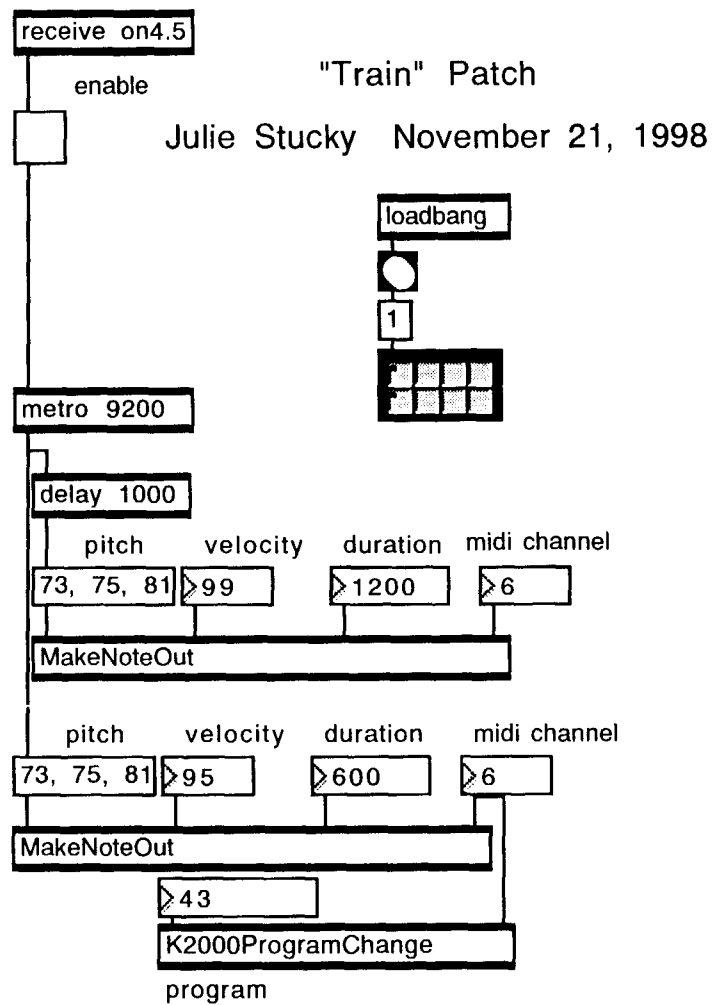 receive on4.5
enable
"Train" Patch
Julie Stucky November 21, 1998
loadbang
1
metro 9200
delay 1000
pitch velocity duration midi channel
73, 75, 81 99 1200 6
MakeNoteOut
pitch velocity duration midi channel
73, 75, 81 95 600 6
MakeNoteOut
43
K2000ProgramChange
program